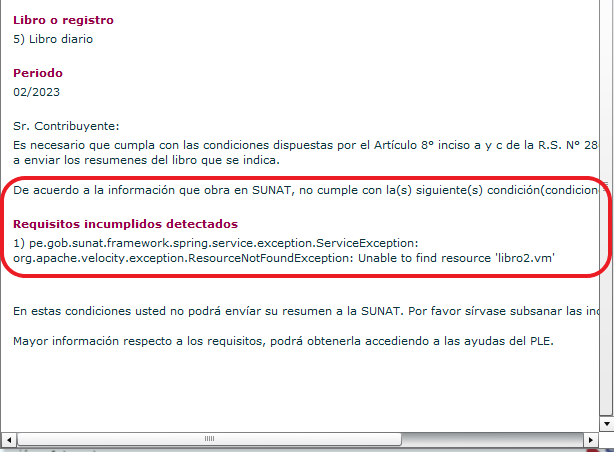 Libro o registro
5) Libro diario
Periodo
02/2023
Sr. Contribuyente:
Es necesario que cumpla con las condiciones dispuestas por el Artículo 8° inciso a y c de la R.S. N° 28
a enviar los resumenes del libro que se indica.
De acuerdo a la información que obra en SUNAT, no cumple con la(s) siguiente(s) condición(condicione
Requisitos incumplidos detectados
1) pe.gob.sunat.framework.spring.service.exception.ServiceException:
org.apache.velocity.exception.ResourceNotFoundException: Unable to find resource 'libro2.vm'
En estas condiciones usted no podrá envíar su resumen a la SUNAT. Por favor sírvase subsanar las inc
Mayor información respecto a los requisitos, podrá obtenerla accediendo a las ayudas del PLE.